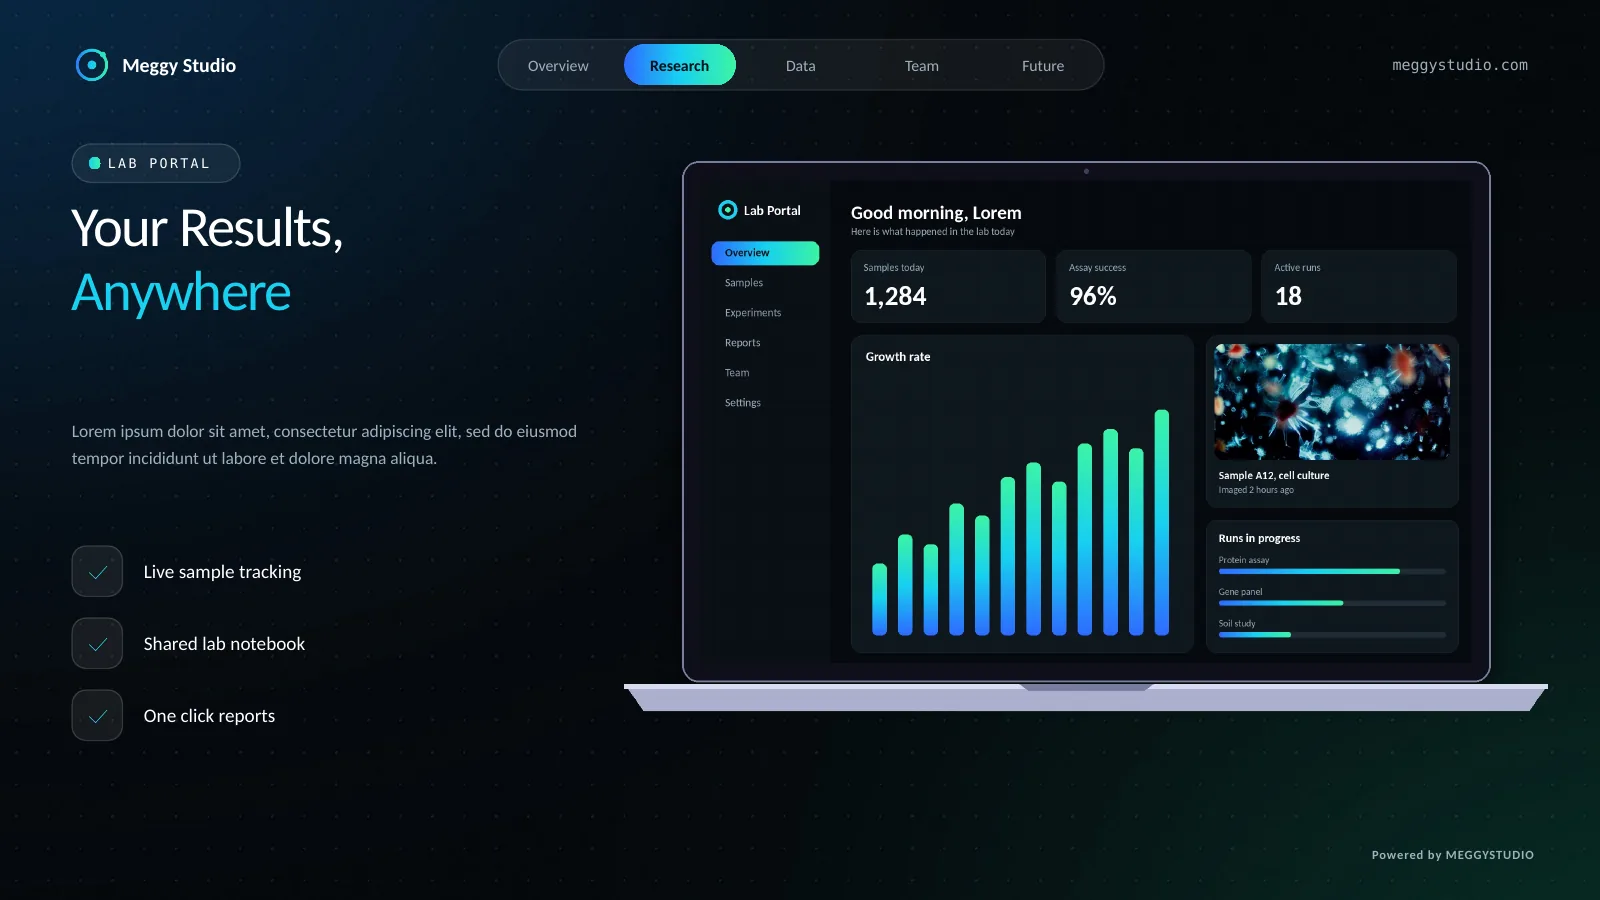 Meggy Studio
Overview
Research
Data
Team
Future
meggystudio.com
LAB PORTAL
Your Results,
Anywhere
Lorem ipsum dolor sit amet, consectetur adipiscing elit, sed do eiusmod
tempor incididunt ut labore et dolore magna aliqua.
Live sample tracking
Shared lab notebook
One click reports
Lab Portal
Overview
Samples
Experiments
Reports
Team
Settings
Good morning, Lorem
Here is what happened in the lab today
Samples today
1,284
Assay success
96%
Active runs
18
Growth rate
Sample A12, cell culture
Imaged 2 hours ago
Runs in progress
Protein assay
Gene panel
Soil study
Powered by MEGGYSTUDIO